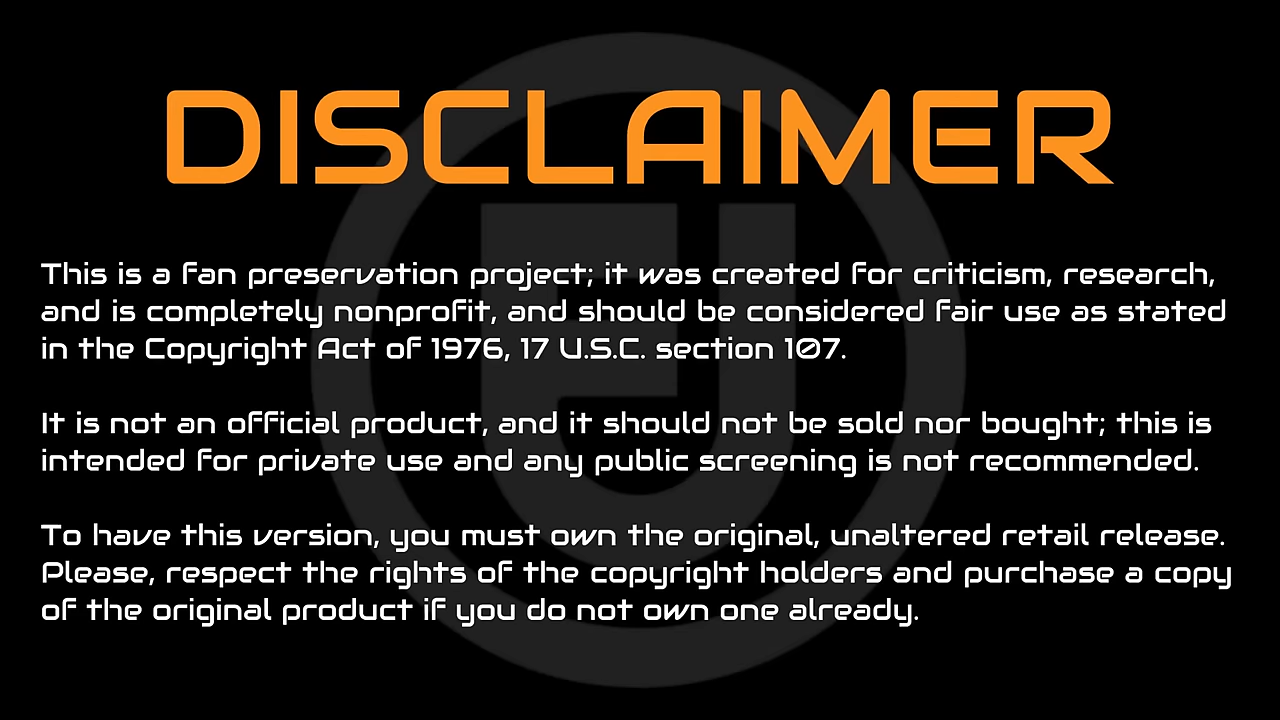 DISCLAIMER
This is a fan preservation project; it was created for criticism, research,
and is completely nonprofit, and should be considered fair use as stated
in the Copyright Act of 1976, 17 U.S.C. section 107.
It is not an official product, and it should not be sold nor bought; this is
intended for private use and any public screening is not recommended.
To have this version, you must own the original, unaltered retail release.
Please, respect the rights of the copyright holders and purchase a copy
of the original product if you do not own one already.